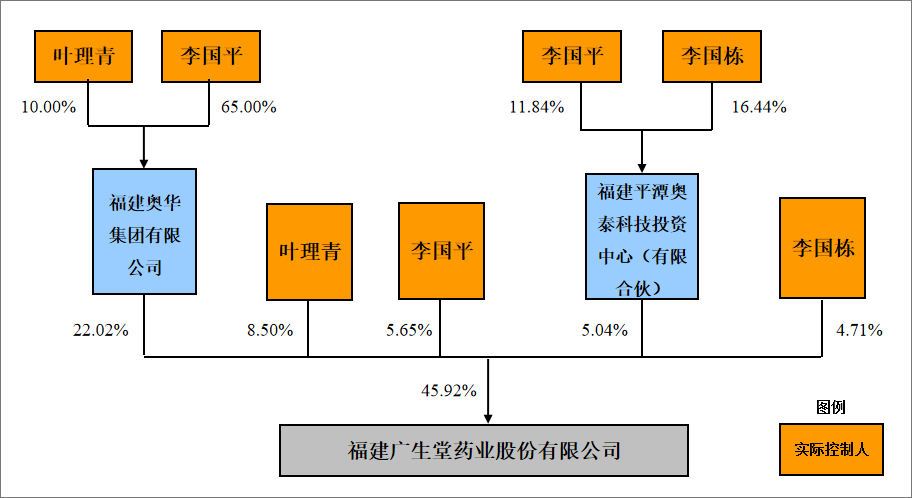 叶理青
李国平
李国平
李国栋
10.00%
65.00%
11.84%
16.44%
福建奥华
集团有限
公司
叶理青
李国平
福建平潭奥
泰科技投资
中心（有限
合伙）
李国栋
22.02%
8.50%
5.65%
5.04%
4.71%
45.92%
图例
福建广生堂药业股份有限公司
实际控制人